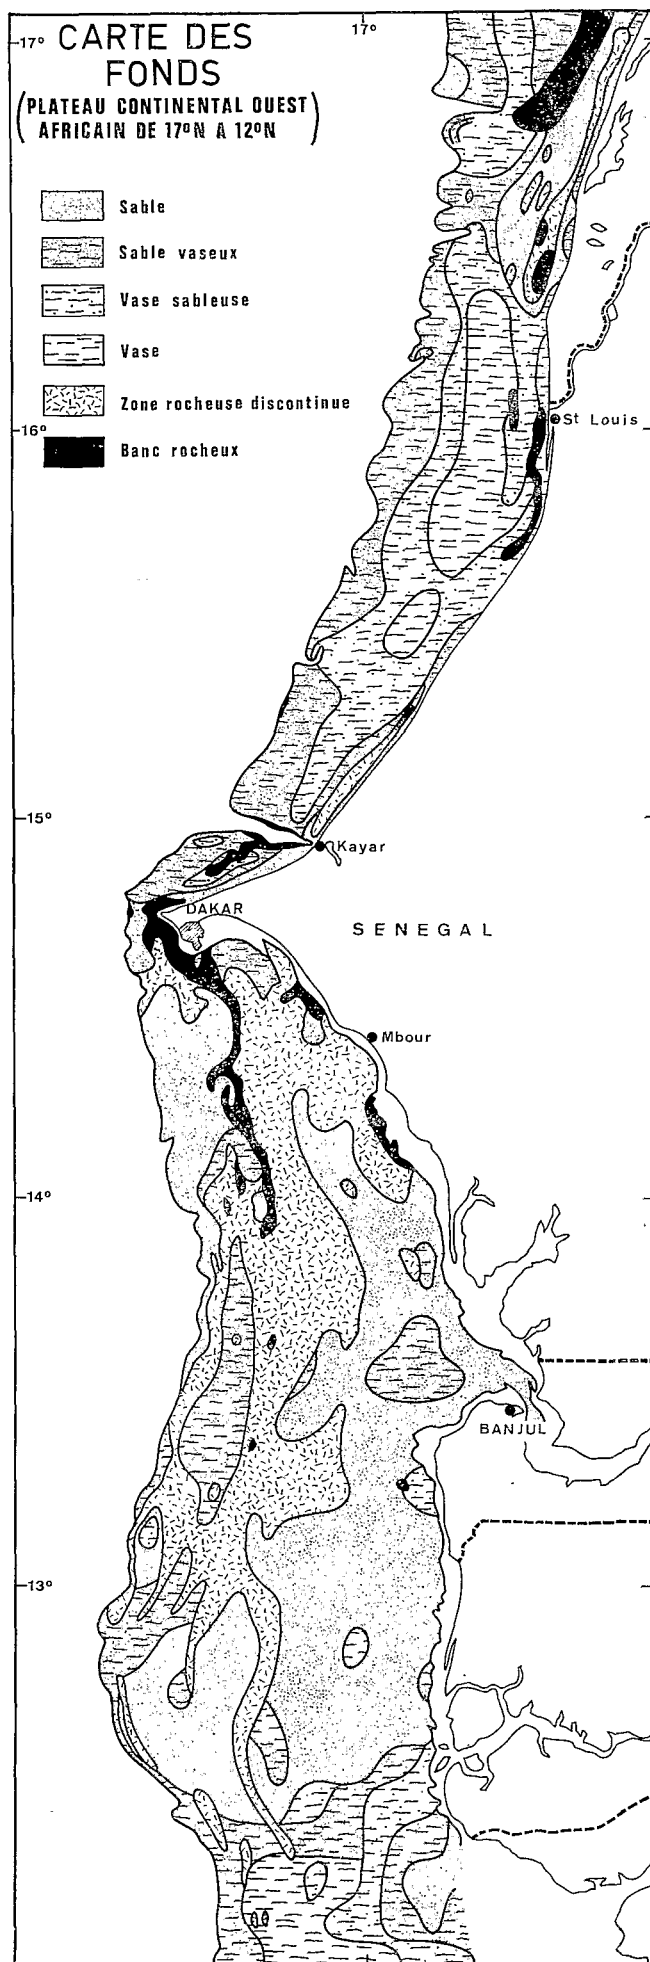 CARTE DES
FONDS
(PLATEAU CONTINENTAL OUEST
AFRICAIN DE 17°N A 12°N)
17°
17°
Sable
Sable vaseux
Vase sableuse
Vase
Zone rocheuse discontinue
Banc rocheux
16°
St Louis
15°
Kayar
DAKAR
SENEGAL
Mbour
14°
BANJUL
13°